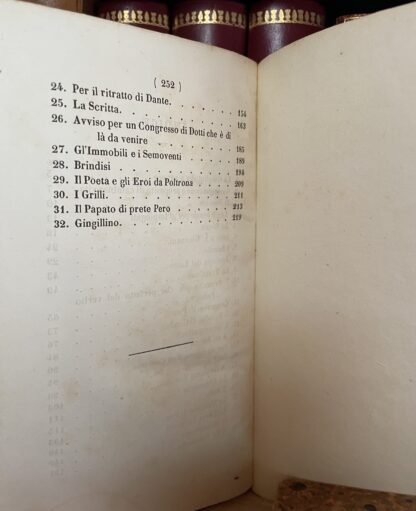 ( 252 )
24. Per il ritratto di Dante. . . . . . . 154
25. La Scritta. . . . . . . . . . 163
26. Avviso per un Congresso di Dotti che è di
là da venire . . . . . . . . 185
27. Gl'Immobili e i Semoventi . . . . . 189
28. Brindisi . . . . . . . . . . 194
29. Il Poeta e gli Eroi da Poltrona . . . . 209
30. I Grilli. . . . . . . . . . . 211
31. Il Papato di prete Pero . . . . . . 213
32. Gingillino. . . . . . . . . . 219